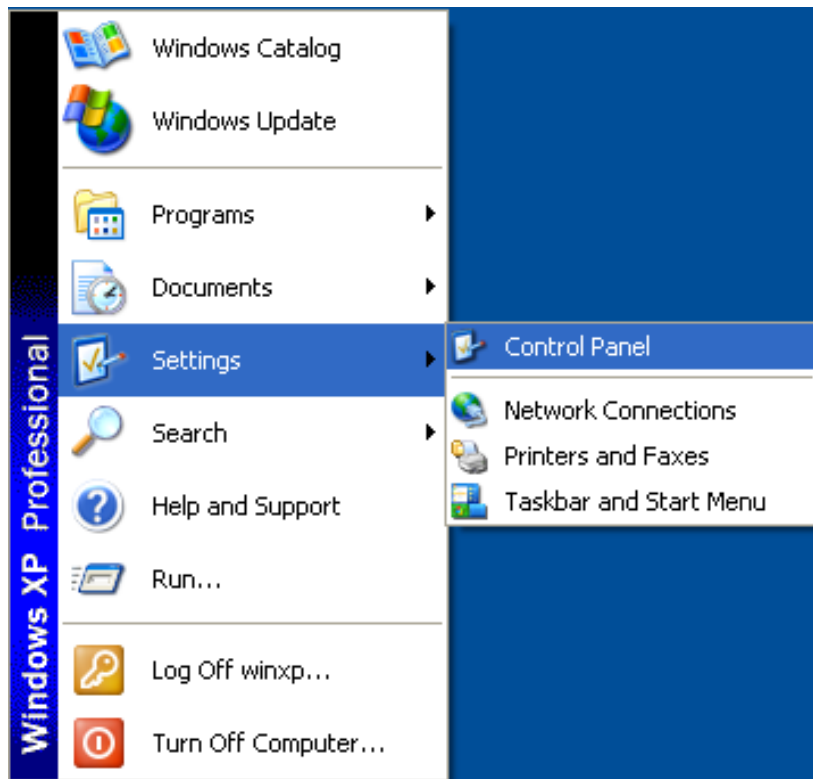 Windows Catalog
Windows Update
Programs
Documents
Settings
Search
Help and Support
Run...
Log Off winxp...
Turn Off Computer...
Control Panel
Network Connections
Printers and Faxes
Taskbar and Start Menu
Windows XP Professional